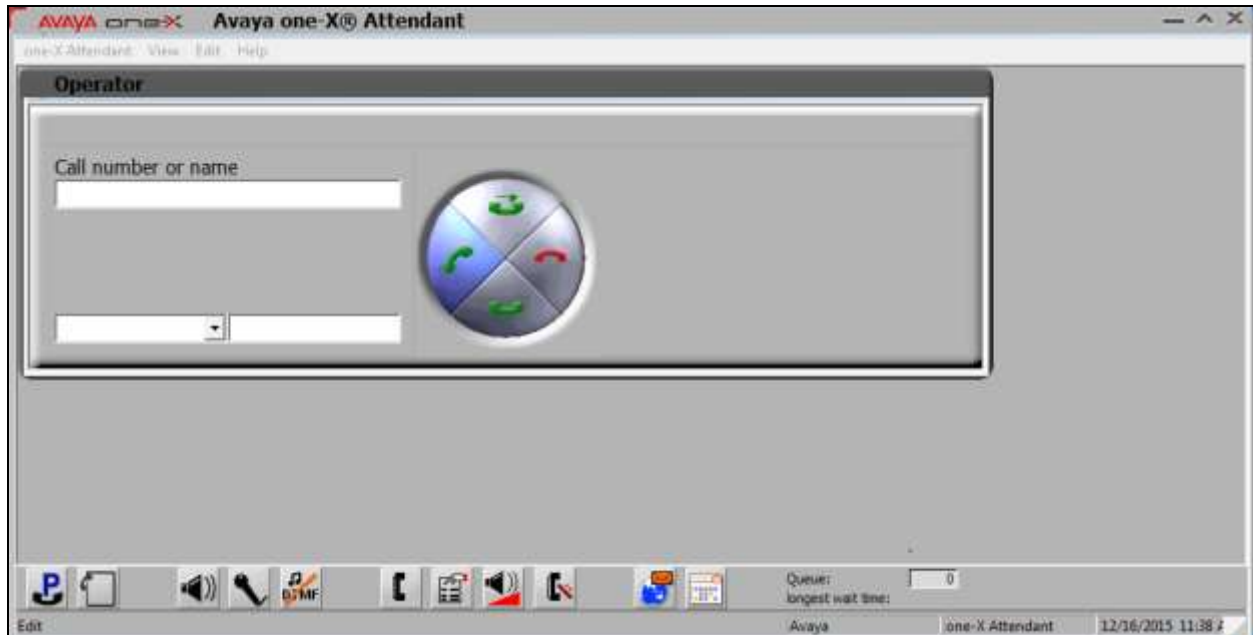 AVAYA one-X Avaya one-X® Attendant
one-X Attendant View Edit Help
Operator
Call number or name
P
DTMF
Queue: 0
longest wait time:
Edit Avaya one-X Attendant 12/16/2015 11:38 A